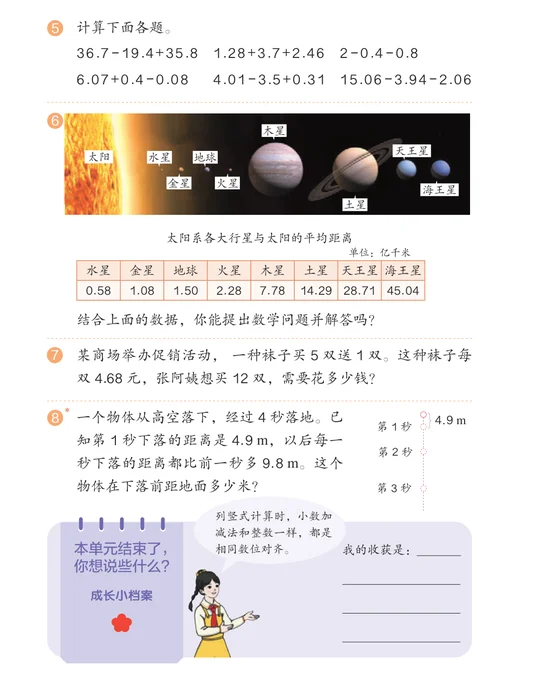 5 计算下面各题。
36.7-19.4+35.8 1.28+3.7+2.46 2-0.4-0.8
6.07+0.4-0.08 4.01-3.5+0.31 15.06-3.94-2.06
6
木星
太阳 水星 地球 天王星
金星 火星 海王星
土星
太阳系各大行星与太阳的平均距离
单位：亿千米
水星 金星 地球 火星 木星 土星 天王星 海王星
0.58 1.08 1.50 2.28 7.78 14.29 28.71 45.04
结合上面的数据，你能提出数学问题并解答吗？
7 某商场举办促销活动， 一种袜子买 5 双送 1 双。这种袜子每
双 4.68 元，张阿姨想买 12 双，需要花多少钱？
8* 一个物体从高空落下，经过 4 秒落地。已
知第 1 秒下落的距离是 4.9 m，以后每一
秒下落的距离都比前一秒多 9.8 m。这个
物体在下落前距地面多少米？
第 1 秒 4.9 m
第 2 秒
第 3 秒
列竖式计算时，小数加
减法和整数一样，都是
相同数位对齐。
本单元结束了，
你想说些什么？
成长小档案
我的收获是：